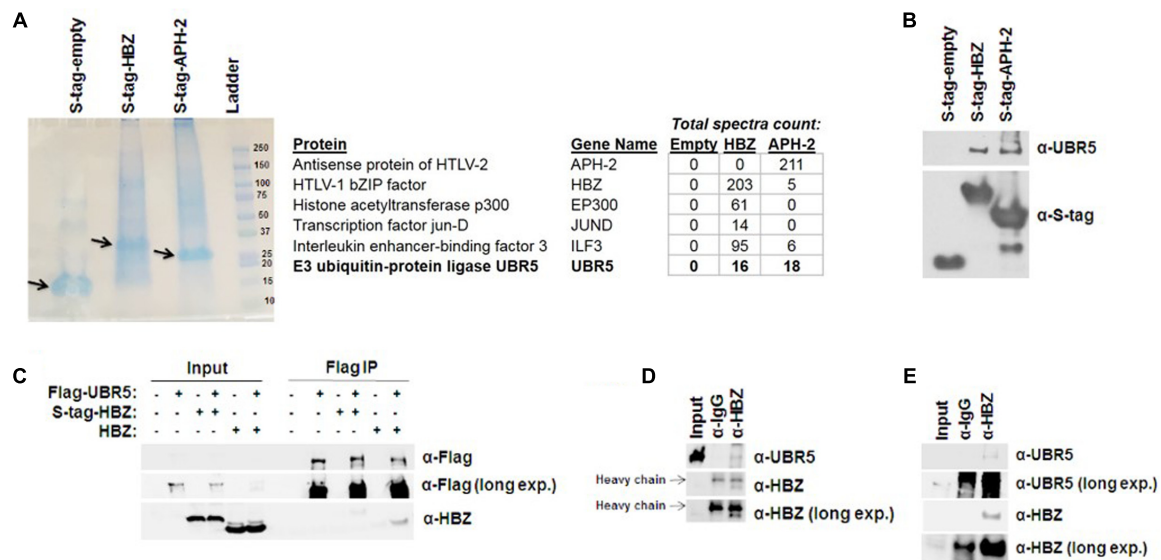 A
S-tag-empty
S-tag-HBZ
S-tag-APH-2
Ladder
250
150
100
75
50
37
25
20
15
10
Total spectra count:
Protein Gene Name Empty HBZ APH-2
Antisense protein of HTLV-2 APH-2 0 0 211
HTLV-1 bZIP factor HBZ 0 203 5
Histone acetyltransferase p300 EP300 0 61 0
Transcription factor jun-D JUND 0 14 0
Interleukin enhancer-binding factor 3 ILF3 0 95 6
E3 ubiquitin-protein ligase UBR5 UBR5 0 16 18
B
S-tag-empty
S-tag-HBZ
S-tag-APH-2
α-UBR5
α-S-tag
C
Input Flag IP
Flag-UBR5: - + - + - + - + - + - +
S-tag-HBZ: - - + + - - - - + + - -
HBZ: - - - - + + - - - - + +
α-Flag
α-Flag (long exp.)
α-HBZ
D
Input
α-IgG
α-HBZ
α-UBR5
Heavy chain α-HBZ
Heavy chain α-HBZ (long exp.)
E
Input
α-IgG
α-HBZ
α-UBR5
α-UBR5 (long exp.)
α-HBZ
α-HBZ (long exp.)